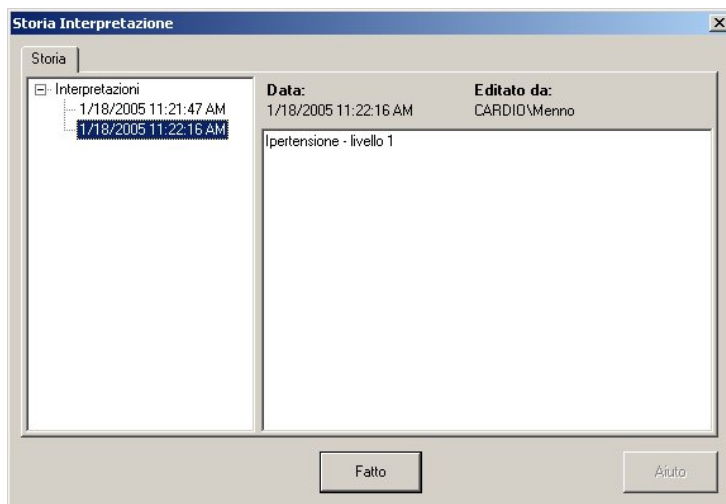 Storia Interpretazione
Storia
Interpretazioni
1/18/2005 11:21:47 AM
1/18/2005 11:22:16 AM
Data:
1/18/2005 11:22:16 AM
Editato da:
CARDIO\Menno
Ipertensione - livello 1
Fatto
Aiuto